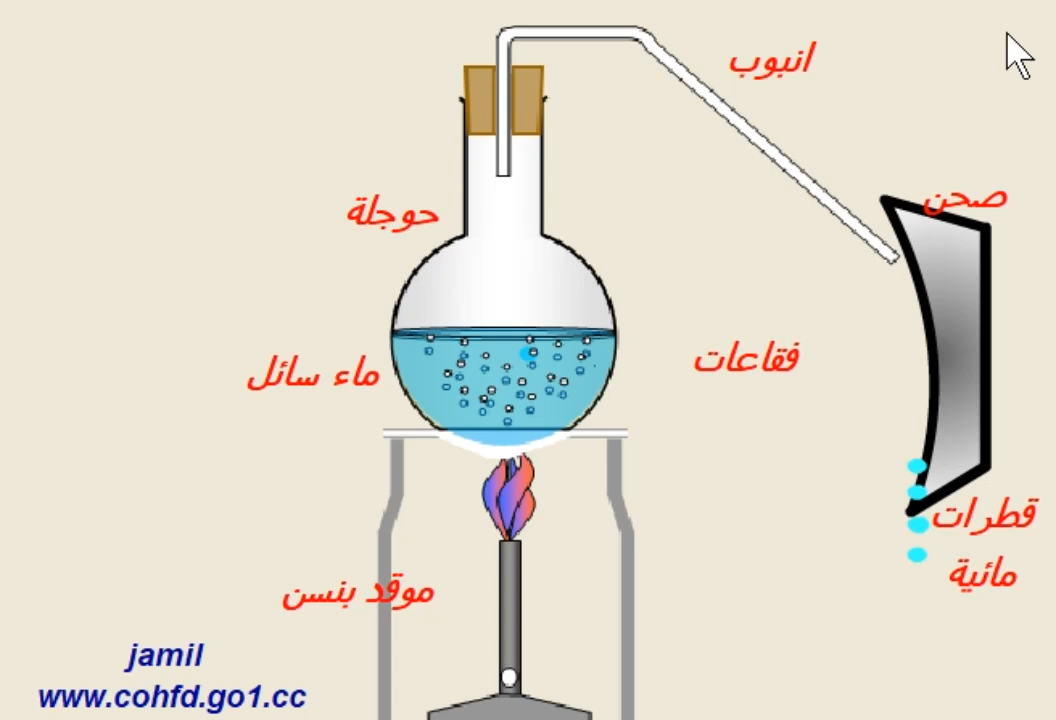 انبوب
صحن
حوجلة
فقاعات
ماء سائل
قطرات
مائية
موقد بنسن
jamil
www.cohfd.go1.cc